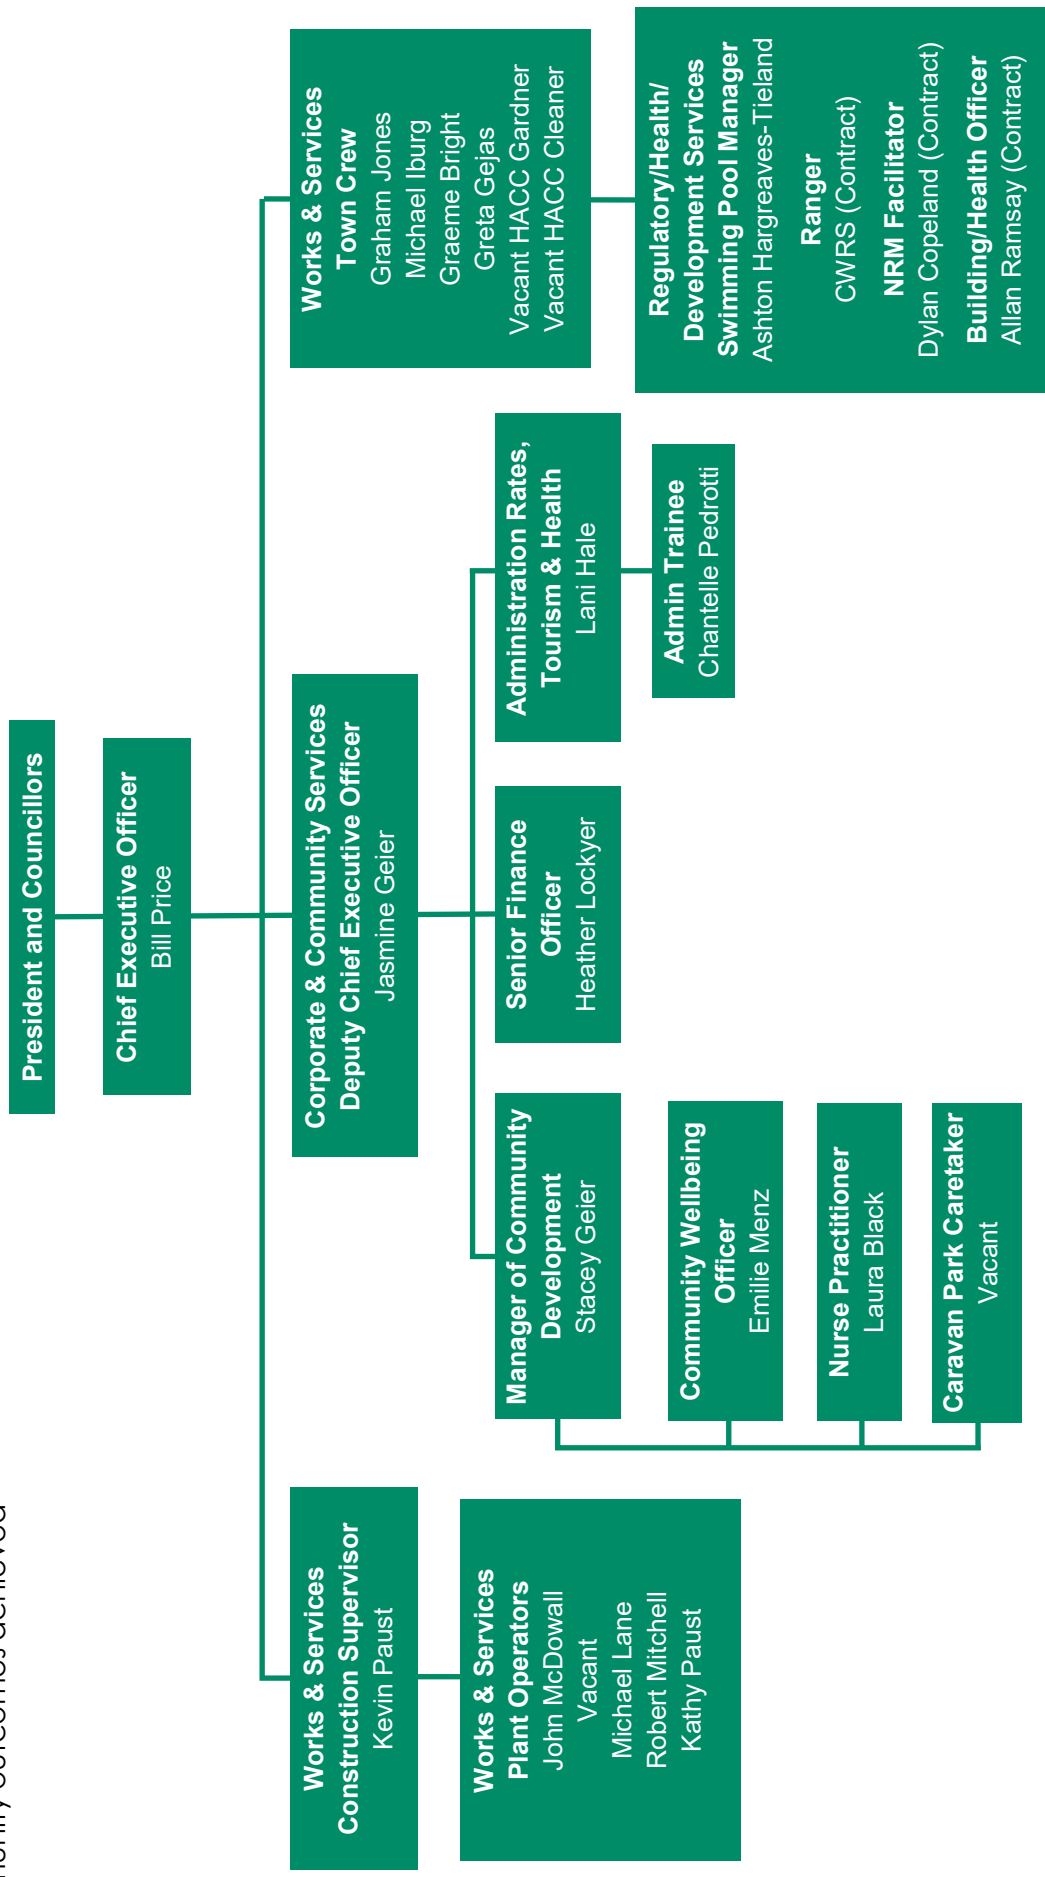 outcomes achieved
President and Councillors
Chief Executive Officer
Bill Price
Works & Services
Construction Supervisor
Kevin Paust
Works & Services
Plant Operators
John McDowall
Vacant
Michael Lane
Robert Mitchell
Kathy Paust
Corporate & Community Services
Deputy Chief Executive Officer
Jasmine Geier
Manager of Community
Development
Stacey Geier
Community Wellbeing
Officer
Emilie Menz
Nurse Practitioner
Laura Black
Caravan Park Caretaker
Vacant
Senior Finance
Officer
Heather Lockyer
Administration Rates,
Tourism & Health
Lani Hale
Admin Trainee
Chantelle Pedrotti
Works & Services
Town Crew
Graham Jones
Michael Iburg
Graeme Bright
Greta Gejas
Vacant HACC Gardner
Vacant HACC Cleaner
Regulatory/Health/
Development Services
Swimming Pool Manager
Ashton Hargreaves-Tieland
Ranger
CWRS (Contract)
NRM Facilitator
Dylan Copeland (Contract)
Building/Health Officer
Allan Ramsay (Contract)